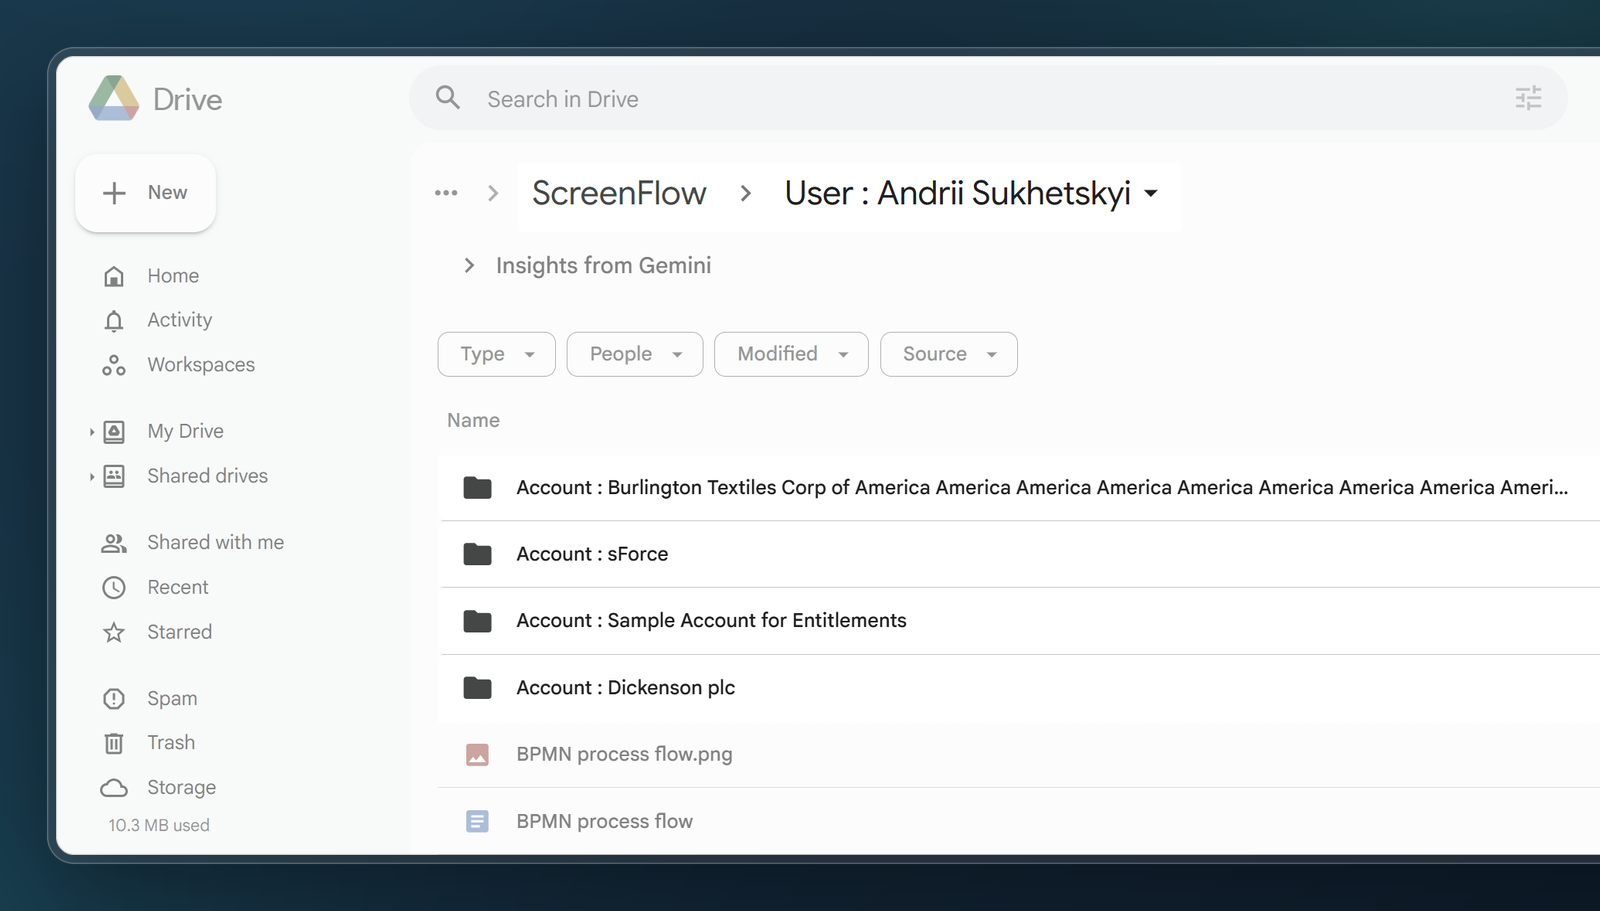 Drive
Search in Drive
New
ScreenFlow
User : Andrii Sukhetskyi
Insights from Gemini
Home
Activity
Workspaces
My Drive
Shared drives
Shared with me
Recent
Starred
Spam
Trash
Storage
10.3 MB used
Type
People
Modified
Source
Name
Account : Burlington Textiles Corp of America America America America America America America America Ameri...
Account : sForce
Account : Sample Account for Entitlements
Account : Dickenson plc
BPMN process flow.png
BPMN process flow